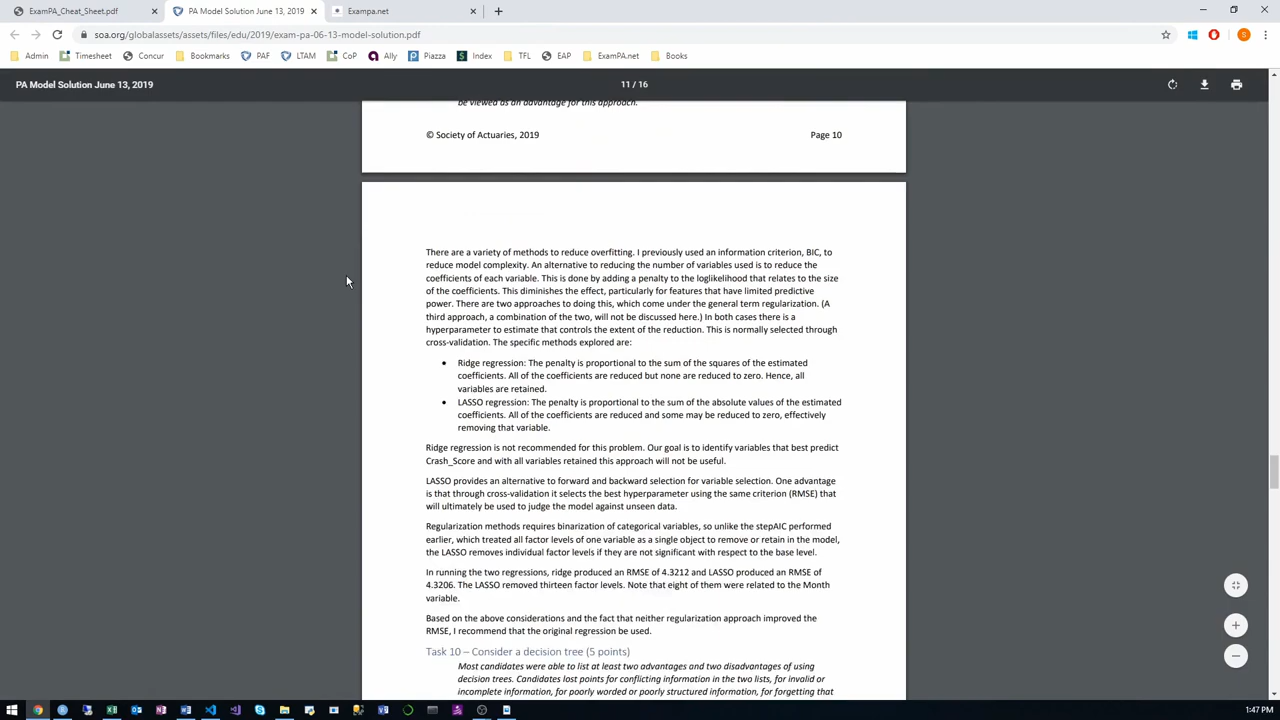 ExamPA_Cheat_Sheet.pdf
PA Model Solution June 13, 2019
Exampa.net
soa.org/globalassets/assets/files/edu/2019/exam-pa-06-13-model-solution.pdf
Admin Timesheet Concur Bookmarks PAF LTAM CoP Ally Piazza Index TFL EAP ExamPA.net Books
PA Model Solution June 13, 2019 11 / 16
be viewed as an advantage for this approach.
© Society of Actuaries, 2019 Page 10
There are a variety of methods to reduce overfitting. I previously used an information criterion, BIC, to
reduce model complexity. An alternative to reducing the number of variables used is to reduce the
coefficients of each variable. This is done by adding a penalty to the loglikelihood that relates to the size
of the coefficients. This diminishes the effect, particularly for features that have limited predictive
power. There are two approaches to doing this, which come under the general term regularization. (A
third approach, a combination of the two, will not be discussed here.) In both cases there is a
hyperparameter to estimate that controls the extent of the reduction. This is normally selected through
cross-validation. The specific methods explored are:
• Ridge regression: The penalty is proportional to the sum of the squares of the estimated
coefficients. All of the coefficients are reduced but none are reduced to zero. Hence, all
variables are retained.
• LASSO regression: The penalty is proportional to the sum of the absolute values of the estimated
coefficients. All of the coefficients are reduced and some may be reduced to zero, effectively
removing that variable.
Ridge regression is not recommended for this problem. Our goal is to identify variables that best predict
Crash_Score and with all variables retained this approach will not be useful.
LASSO provides an alternative to forward and backward selection for variable selection. One advantage
is that through cross-validation it selects the best hyperparameter using the same criterion (RMSE) that
will ultimately be used to judge the model against unseen data.
Regularization methods requires binarization of categorical variables, so unlike the stepAIC performed
earlier, which treated all factor levels of one variable as a single object to remove or retain in the model,
the LASSO removes individual factor levels if they are not significant with respect to the base level.
In running the two regressions, ridge produced an RMSE of 4.3212 and LASSO produced an RMSE of
4.3206. The LASSO removed thirteen factor levels. Note that eight of them were related to the Month
variable.
Based on the above considerations and the fact that neither regularization approach improved the
RMSE, I recommend that the original regression be used.
Task 10 – Consider a decision tree (5 points)
Most candidates were able to list at least two advantages and two disadvantages of using
decision trees. Candidates lost points for conflicting information in the two lists, for invalid or
incomplete information, for poorly worded or poorly structured information, for forgetting that
1:47 PM